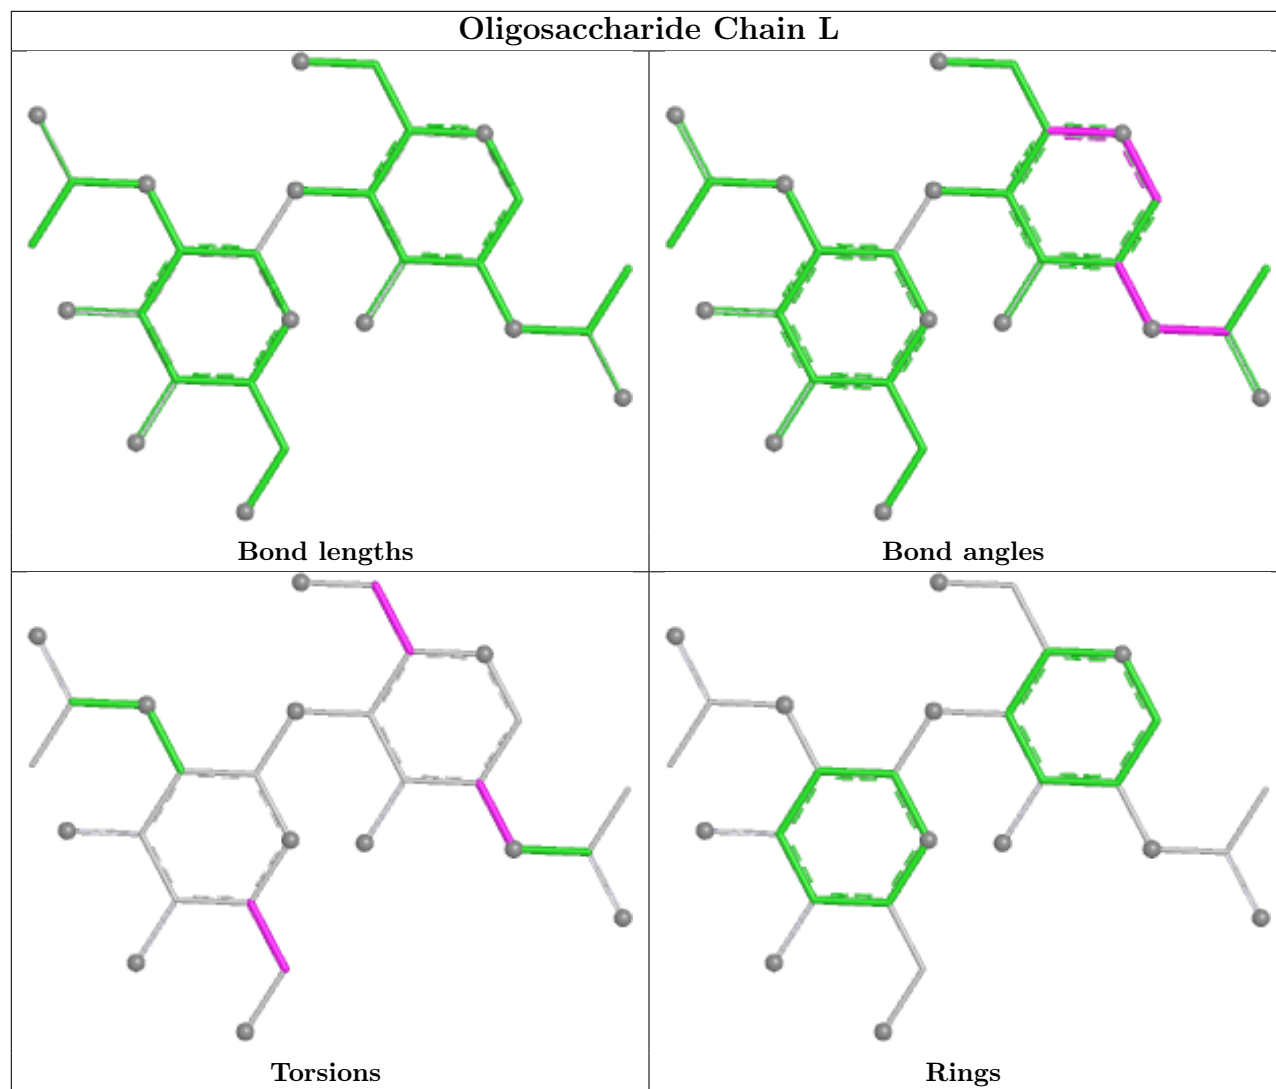 Oligosaccharide Chain L
Bond lengths
Bond angles
Torsions
Rings